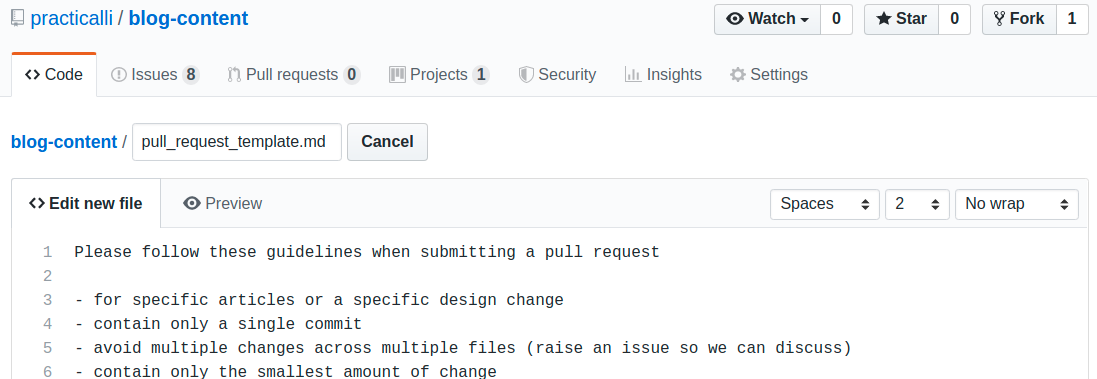 practicalli / blog-content
Watch 0 Star 0 Fork 1
Code Issues 8 Pull requests 0 Projects 1 Security Insights Settings
blog-content / pull_request_template.md Cancel
Edit new file Preview Spaces 2 No wrap
1 Please follow these guidelines when submitting a pull request
2
3 - for specific articles or a specific design change
4 - contain only a single commit
5 - avoid multiple changes across multiple files (raise an issue so we can discuss)
6 - contain only the smallest amount of change